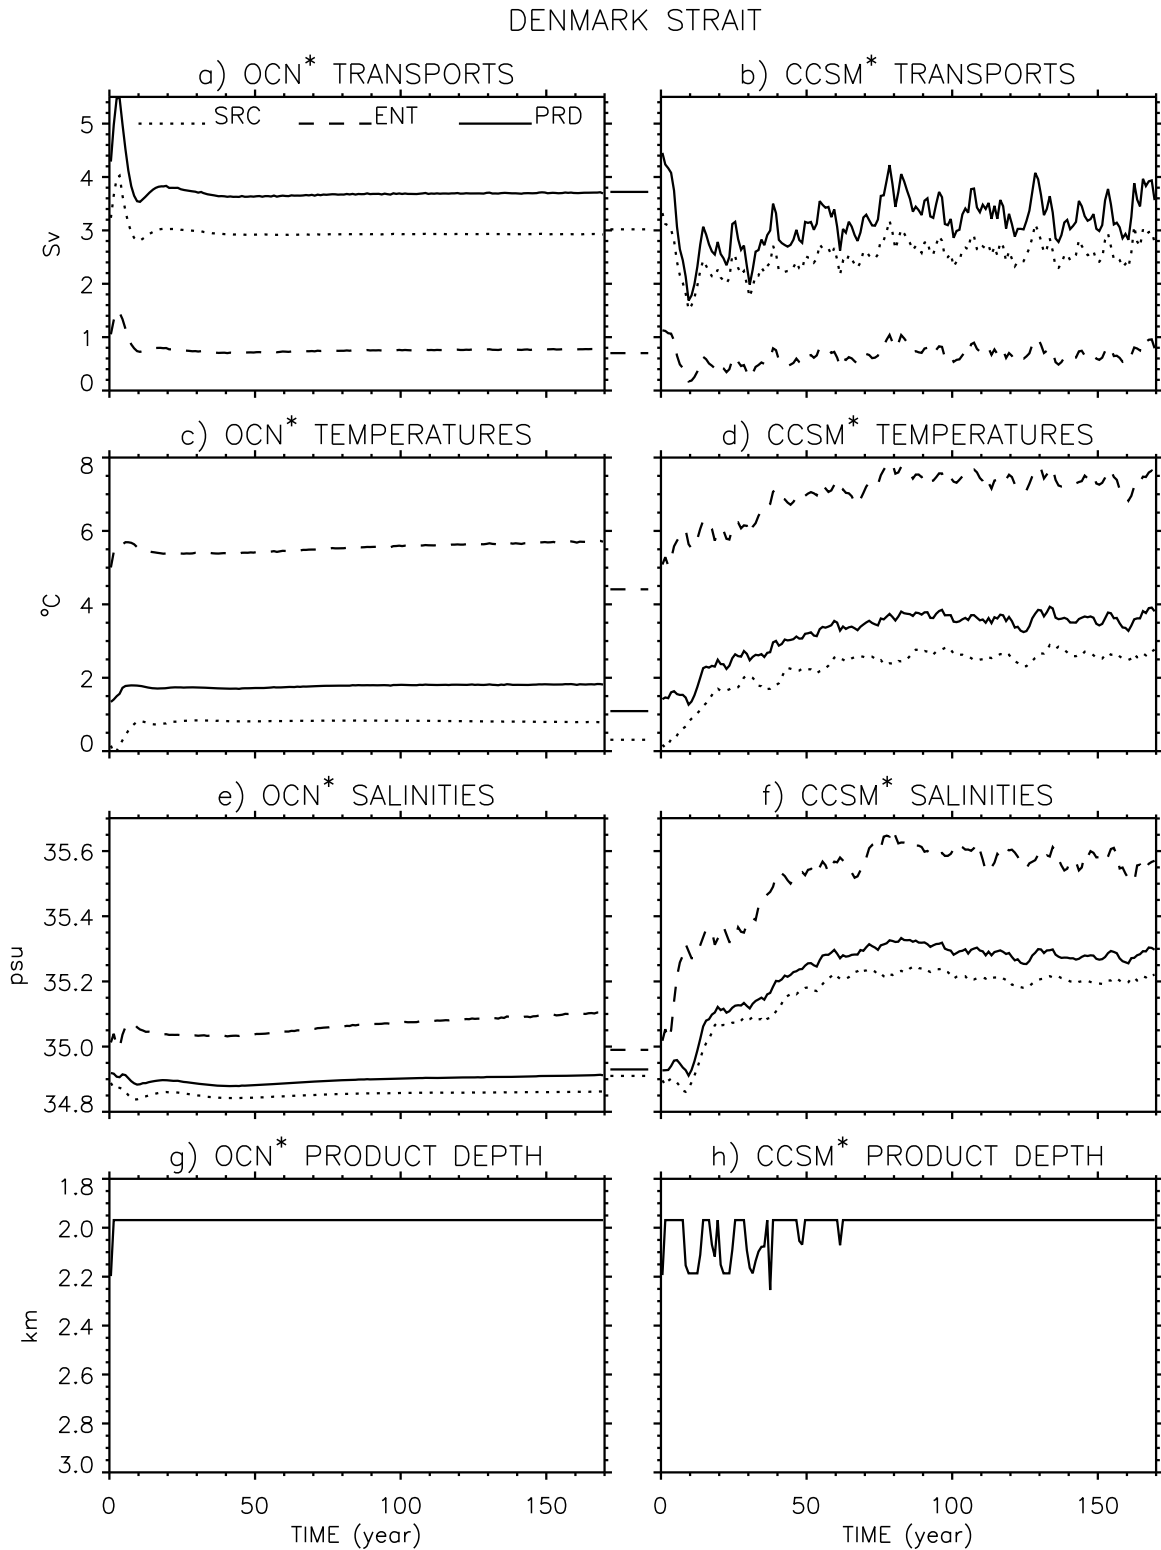 DENMARK STRAIT
a) OCN* TRANSPORTS
b) CCSM* TRANSPORTS
SRC ENT PRD
5
4
3
2
1
0
Sv
c) OCN* TEMPERATURES
d) CCSM* TEMPERATURES
8
6
4
2
0
°C
e) OCN* SALINITIES
f) CCSM* SALINITIES
35.6
35.4
35.2
35.0
34.8
psu
g) OCN* PRODUCT DEPTH
h) CCSM* PRODUCT DEPTH
1.8
2.0
2.2
2.4
2.6
2.8
3.0
km
0 50 100 150
0 50 100 150
TIME (year)
TIME (year)